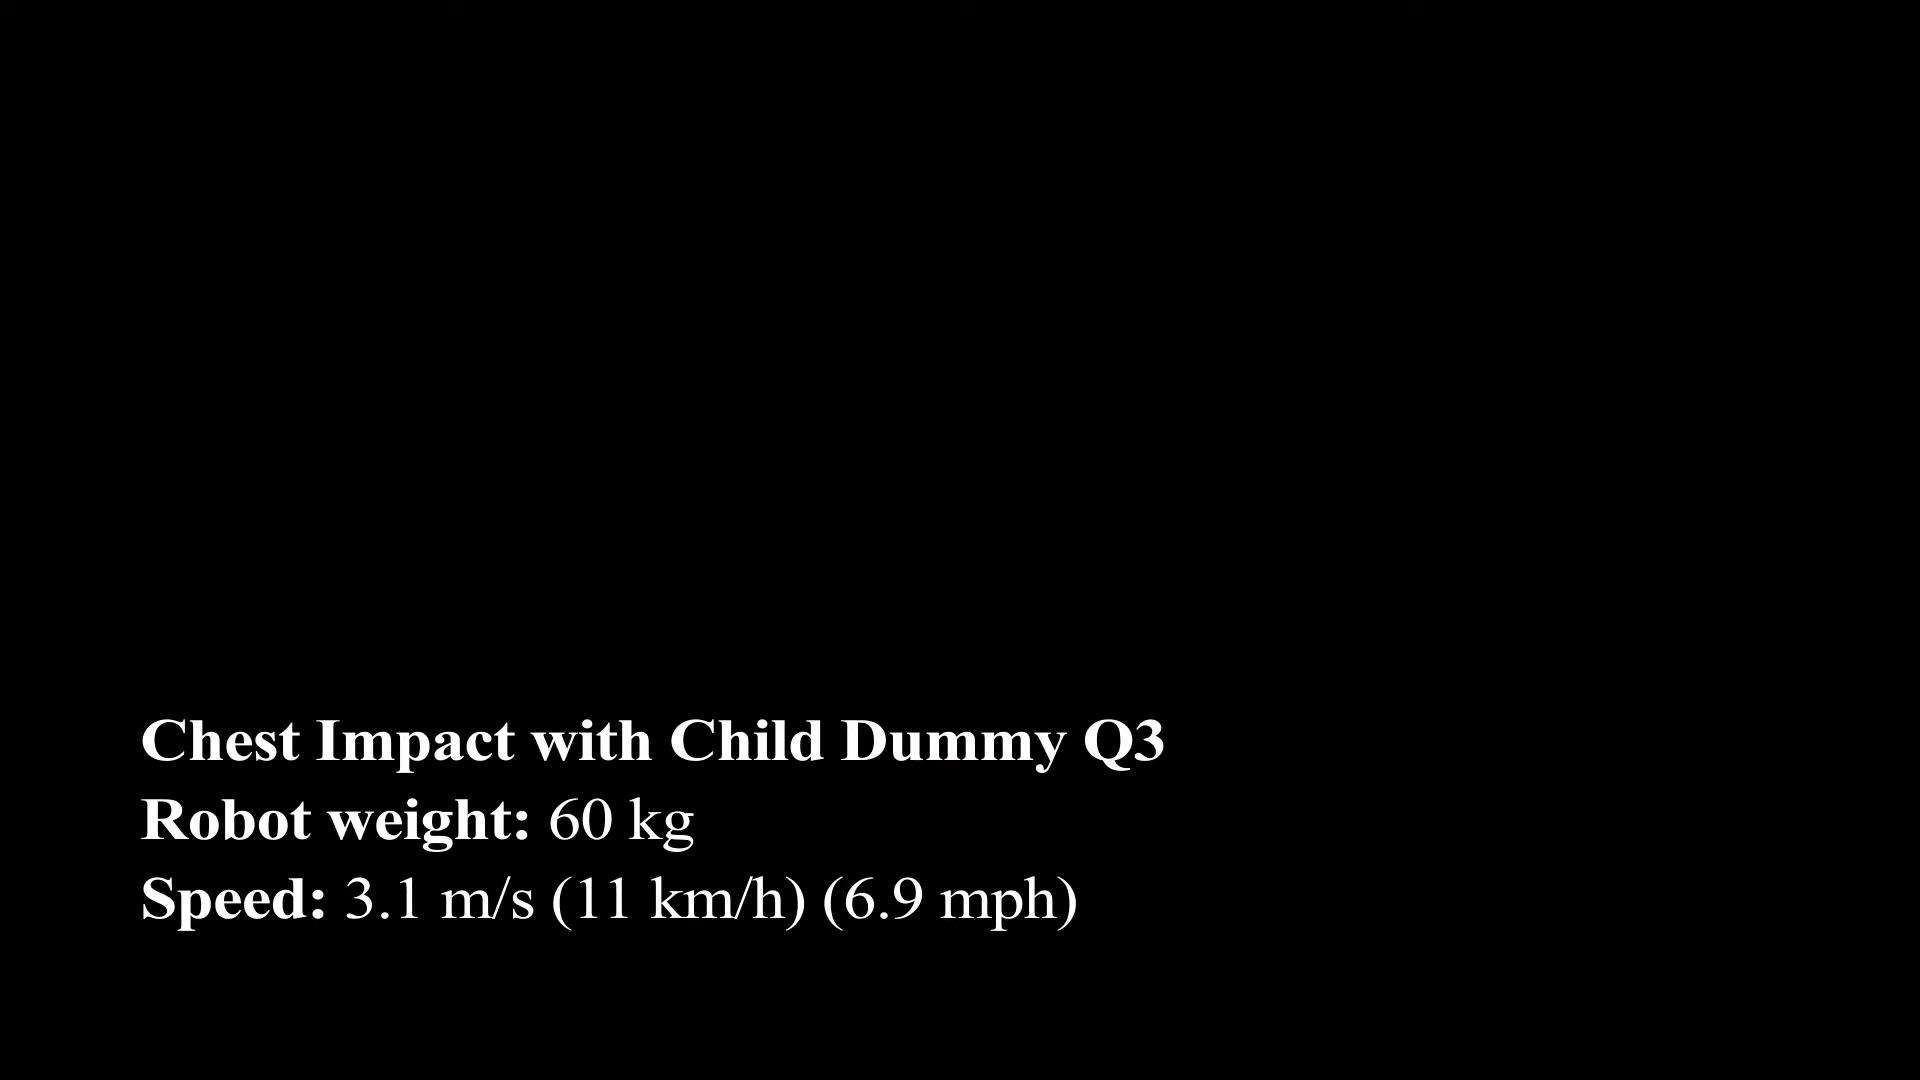 Chest Impact with Child Dummy Q3
Robot weight: 60 kg
Speed: 3.1 m/s (11 km/h) (6.9 mph)